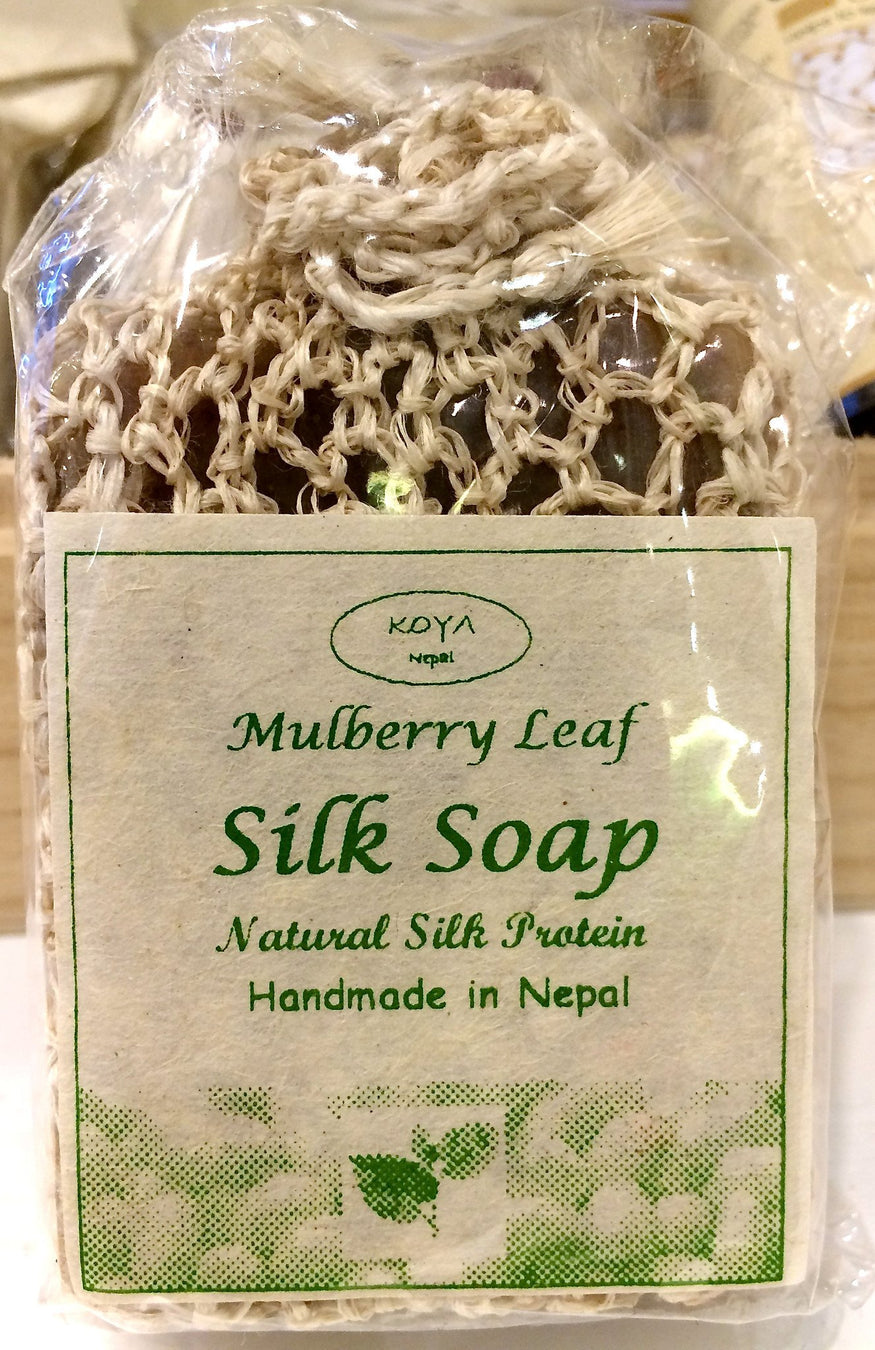 KOYA
Nepal
Mulberry Leaf
Silk Soap
Natural Silk Protein
Handmade in Nepal